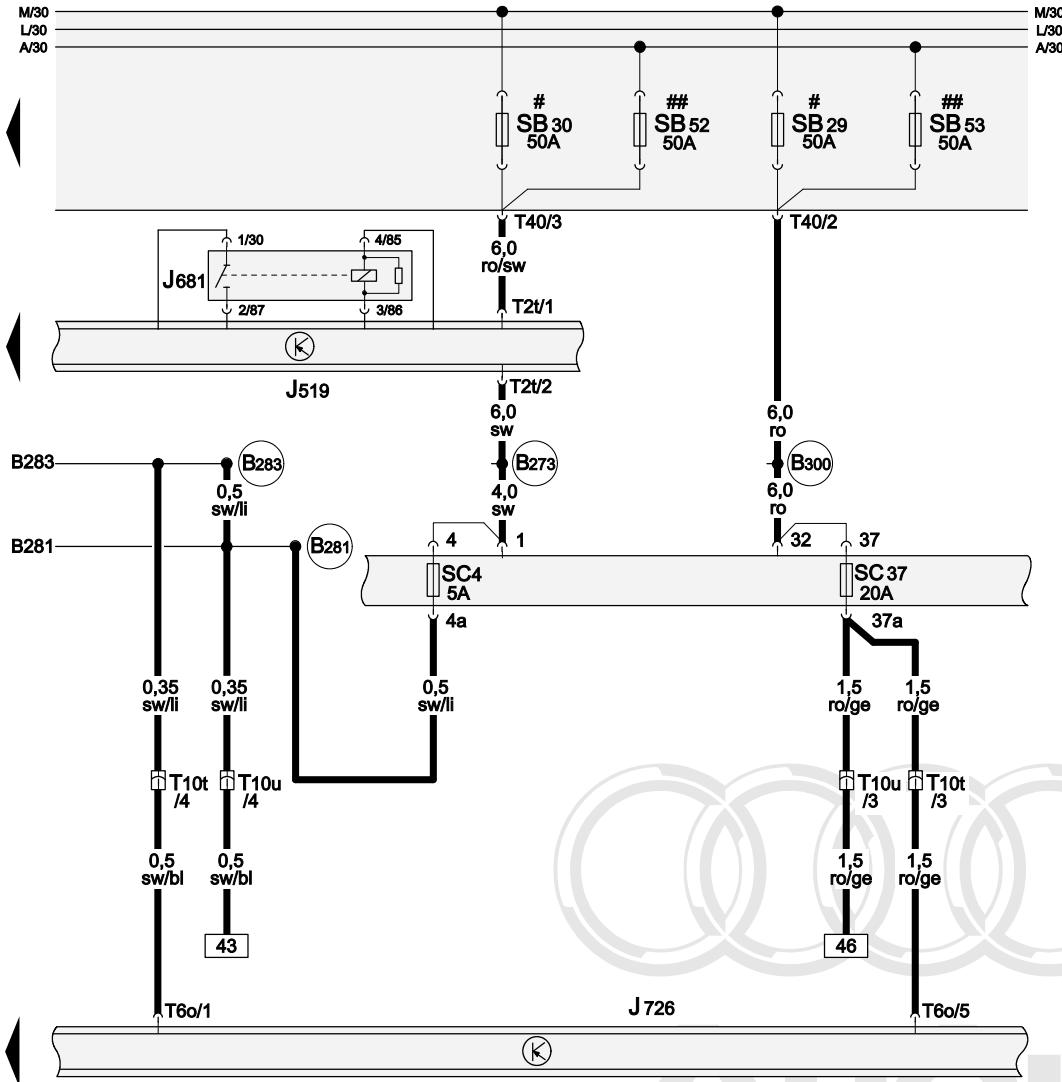 M/30 M/30
L/30 L/30
A/30 A/30
# ## # ##
SB30 SB52 SB29 SB53
50A 50A 50A 50A
T40/3 T40/2
1/30 4/85
6,0
ro/sw
J681
2/87 3/86 T2t/1
J519
T2t/2
6,0 6,0
sw ro
B283 B283 B273 B300
0,5 4,0 6,0
sw/li sw ro
B281 B281 4 1 32 37
SC4 SC37
5A 20A
4a 37a
0,35 0,35 0,5 1,5 1,5
sw/li sw/li sw/li ro/ge ro/ge
T10t T10u T10u T10t
/4 /4 /3 /3
0,5 0,5 1,5 1,5
sw/bl sw/bl ro/ge ro/ge
43 46
T6o/1 J726 T6o/5